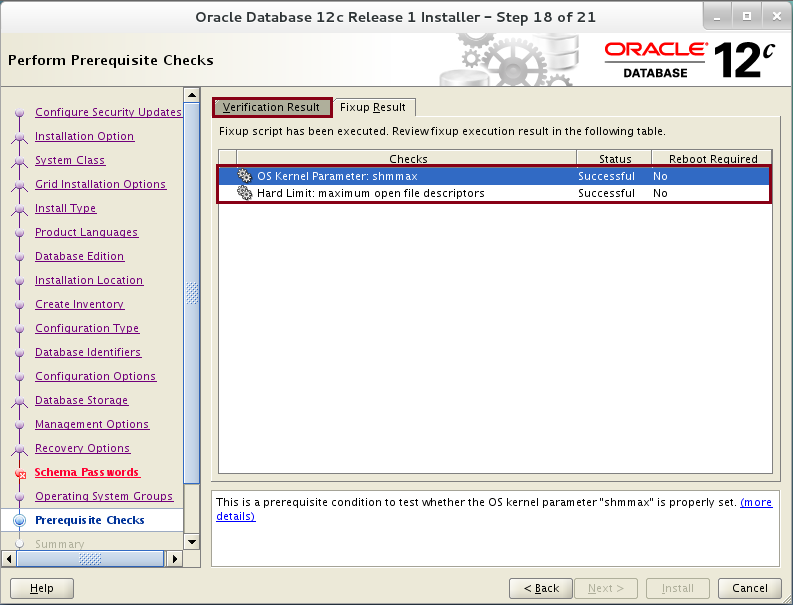 Oracle Database 12c Release 1 Installer – Step 18 of 21
Perform Prerequisite Checks
ORACLE
DATABASE
12c
Configure Security Updates
Installation Option
System Class
Grid Installation Options
Install Type
Product Languages
Database Edition
Installation Location
Create Inventory
Configuration Type
Database Identifiers
Configuration Options
Database Storage
Management Options
Recovery Options
Schema Passwords
Operating System Groups
Prerequisite Checks
Summary
Verification Result
Fixup Result
Fixup script has been executed. Review fixup execution result in the following table.
Checks Status Reboot Required
OS Kernel Parameter: shmmax Successful No
Hard Limit: maximum open file descriptors Successful No
This is a prerequisite condition to test whether the OS kernel parameter "shmmax" is properly set. (more
details)
Help
< Back
Next >
Install
Cancel